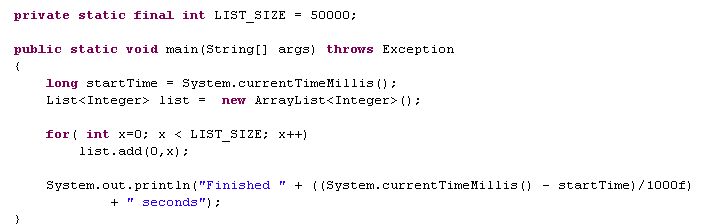 private static final int LIST_SIZE = 50000;
public static void main(String[] args) throws Exception
{
long startTime = System.currentTimeMillis();
List<Integer> list =  new ArrayList<Integer>();
for( int x=0; x < LIST_SIZE; x++)
list.add(0,x);
System.out.println("Finished " + ((System.currentTimeMillis() - startTime)/1000f)
+ " seconds");
}